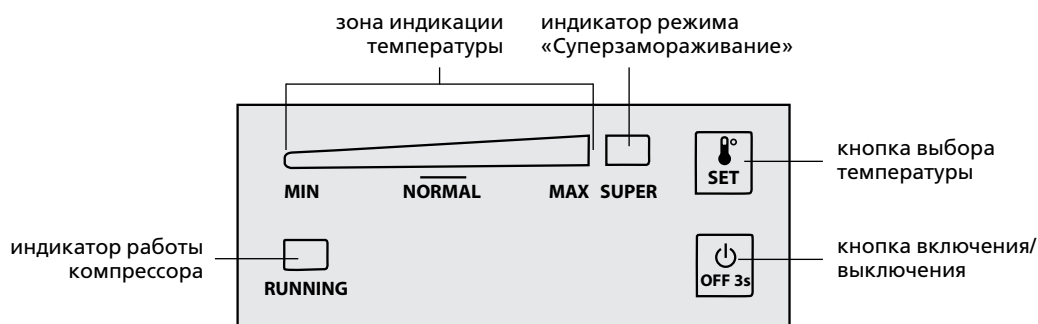 зона индикации
температуры
индикатор режима
«Суперзамораживание»
MIN
NORMAL
MAX
SUPER
SET
кнопка выбора
температуры
индикатор работы
компрессора
RUNNING
OFF 3s
кнопка включения/
выключения